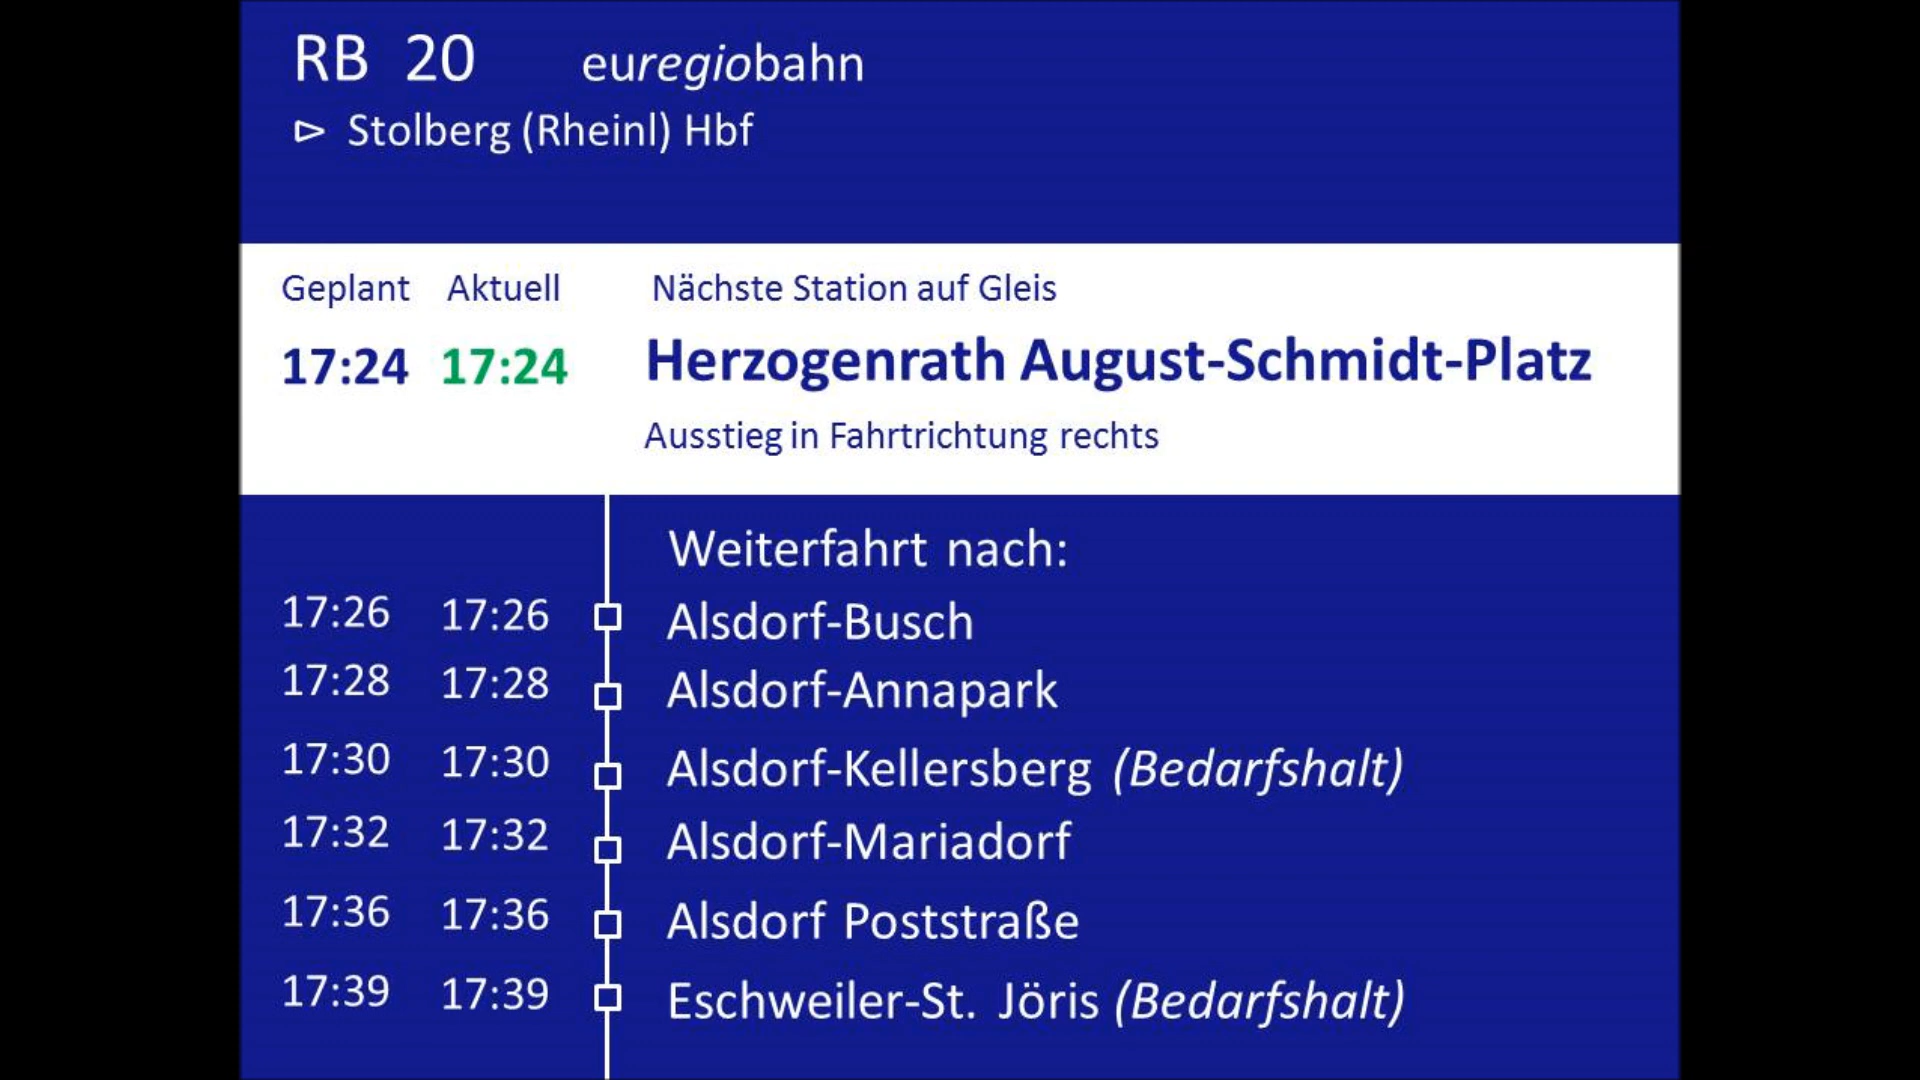 RB 20 euregiobahn
▻ Stolberg (Rheinl) Hbf
Geplant Aktuell Nächste Station auf Gleis
17:24 17:24 Herzogenrath August-Schmidt-Platz
Ausstieg in Fahrtrichtung rechts
Weiterfahrt nach:
17:26 17:26 Alsdorf-Busch
17:28 17:28 Alsdorf-Annapark
17:30 17:30 Alsdorf-Kellersberg (Bedarfshalt)
17:32 17:32 Alsdorf-Mariadorf
17:36 17:36 Alsdorf Poststraße
17:39 17:39 Eschweiler-St. Jöris (Bedarfshalt)